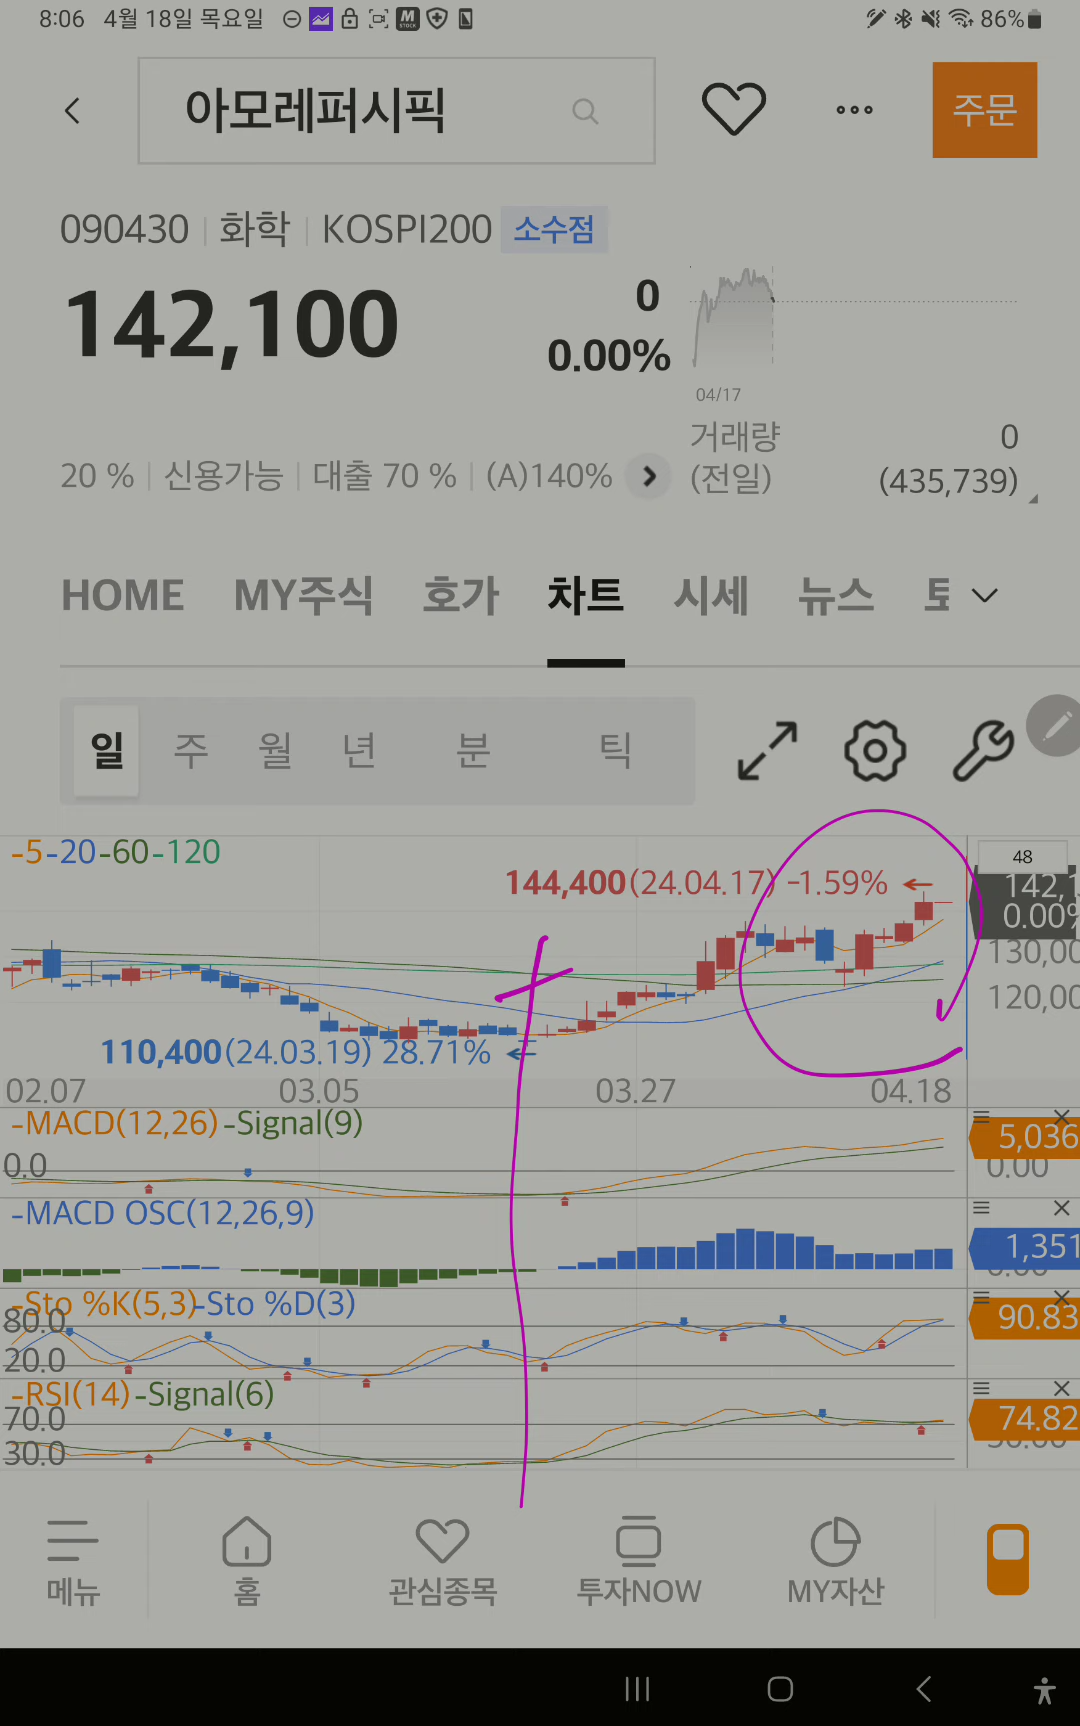 8:06 4월 18일 목요일 86%
아모레퍼시픽 주문
090430 화학 KOSPI200 소수점
142,100 0
0.00%
04/17
거래량 0
20 % 신용가능 대출 70 % (A)140% (전일) (435,739)
HOME MY주식 호가 차트 시세 뉴스
일 주 월 년 분 틱
-5-20-60-120
48
144,400(24.04.17) -1.59%
142,1
0.00%
130,00
120,00
110,400(24.03.19) 28.71%
02.07 03.05 03.27 04.18
-MACD(12,26)-Signal(9)
5,036
0.0 0.00
-MACD OSC(12,26,9)
1,351
-Sto %K(5,3)-Sto %D(3)
80.0 90.83
20.0
-RSI(14)-Signal(6)
70.0 74.82
30.0
메뉴 홈 관심종목 투자NOW MY자산